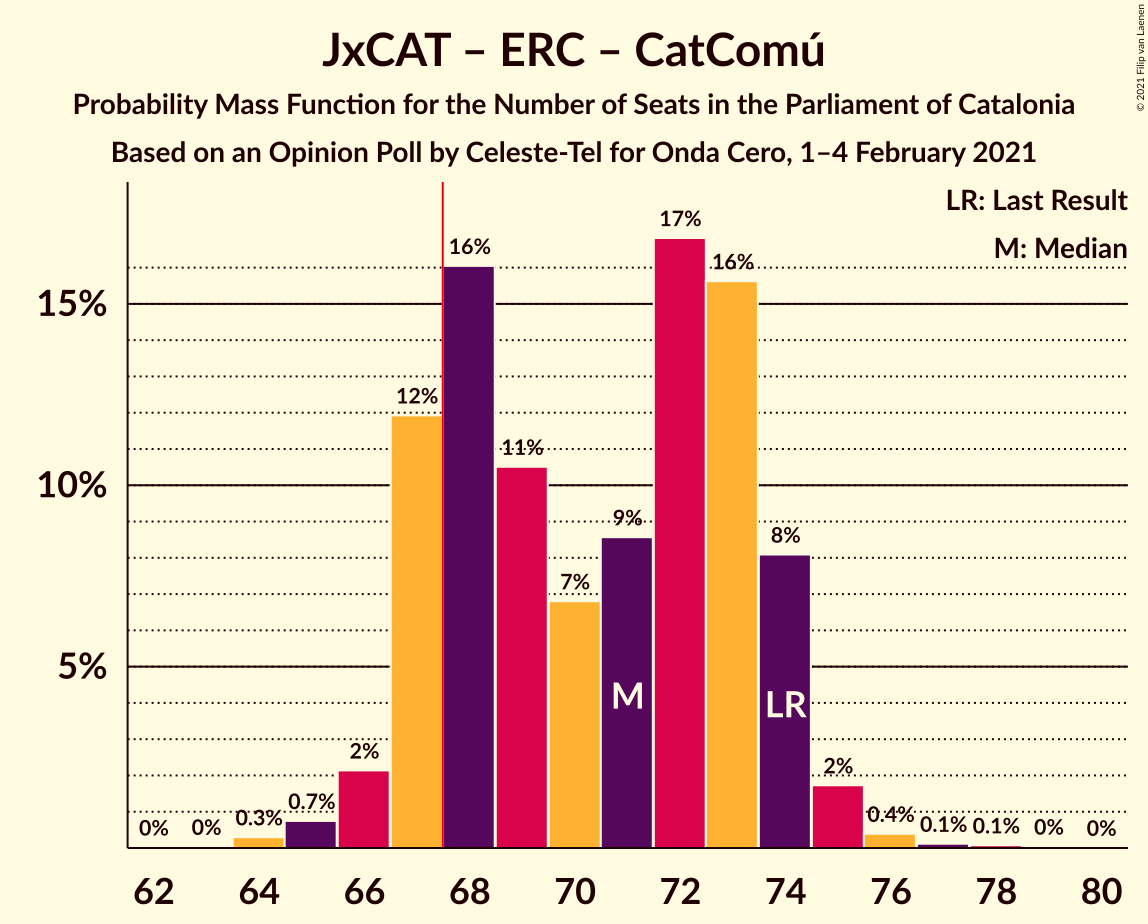 JxCAT – ERC – CatComú
Probability Mass Function for the Number of Seats in the Parliament of Catalonia
Based on an Opinion Poll by Celeste-Tel for Onda Cero, 1–4 February 2021
© 2021 Filip van Laenen
LR: Last Result
M: Median
15%
10%
5%
0%
0%
0.3%
0.7%
2%
12%
16%
11%
7%
9%
17%
16%
8%
2%
0.4%
0.1%
0.1%
0%
0%
M
LR
62 64 66 68 70 72 74 76 78 80